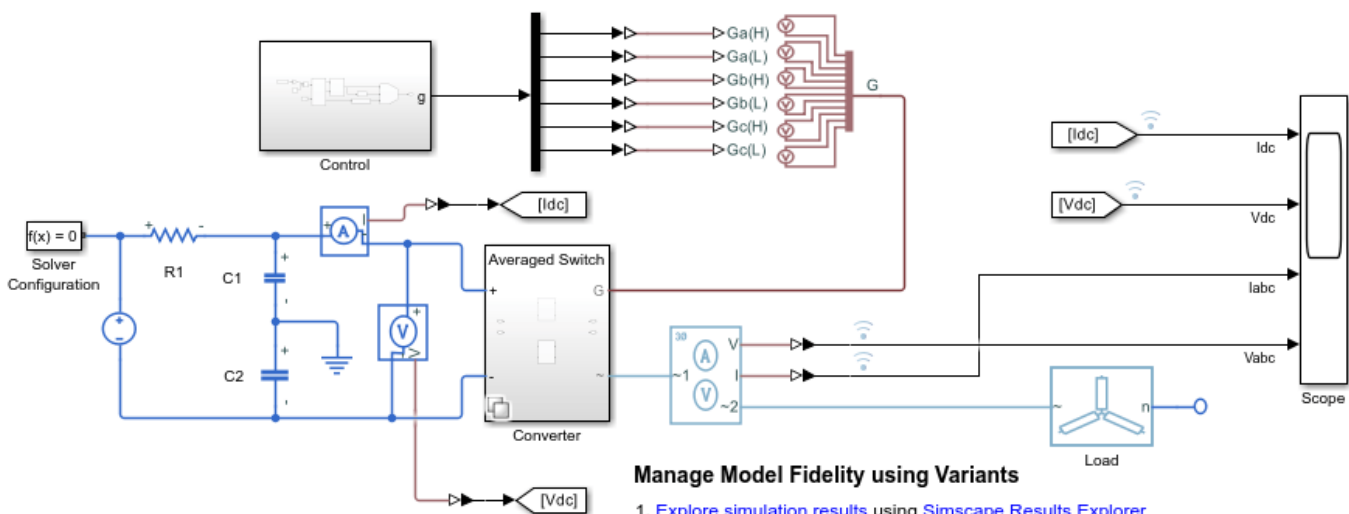 Ga(H)
Ga(L)
Gb(H)
Gb(L)
Gc(H)
Gc(L)
G
g
Control
[Idc]
Idc
[Vdc]
Vdc
Iabc
Vabc
Scope
[Idc]
f(x) = 0
Solver
Configuration
R1
C1
C2
A
I
V
V
Averaged Switch
G
+
-
~
Converter
30
A
V
V
I
~1
~2
~
n
Load
[Vdc]
Manage Model Fidelity using Variants
1. Explore simulation results using Simscape Results Explorer